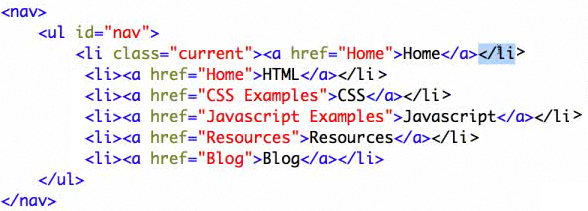 <nav>
<ul id="nav">
<li class="current"><a href="Home">Home</a></li>
<li><a href="Home">HTML</a></li>
<li><a href="CSS Examples">CSS</a></li>
<li><a href="Javascript Examples">Javascript</a></li>
<li><a href="Resources">Resources</a></li>
<li><a href="Blog">Blog</a></li>
</ul>
</nav>